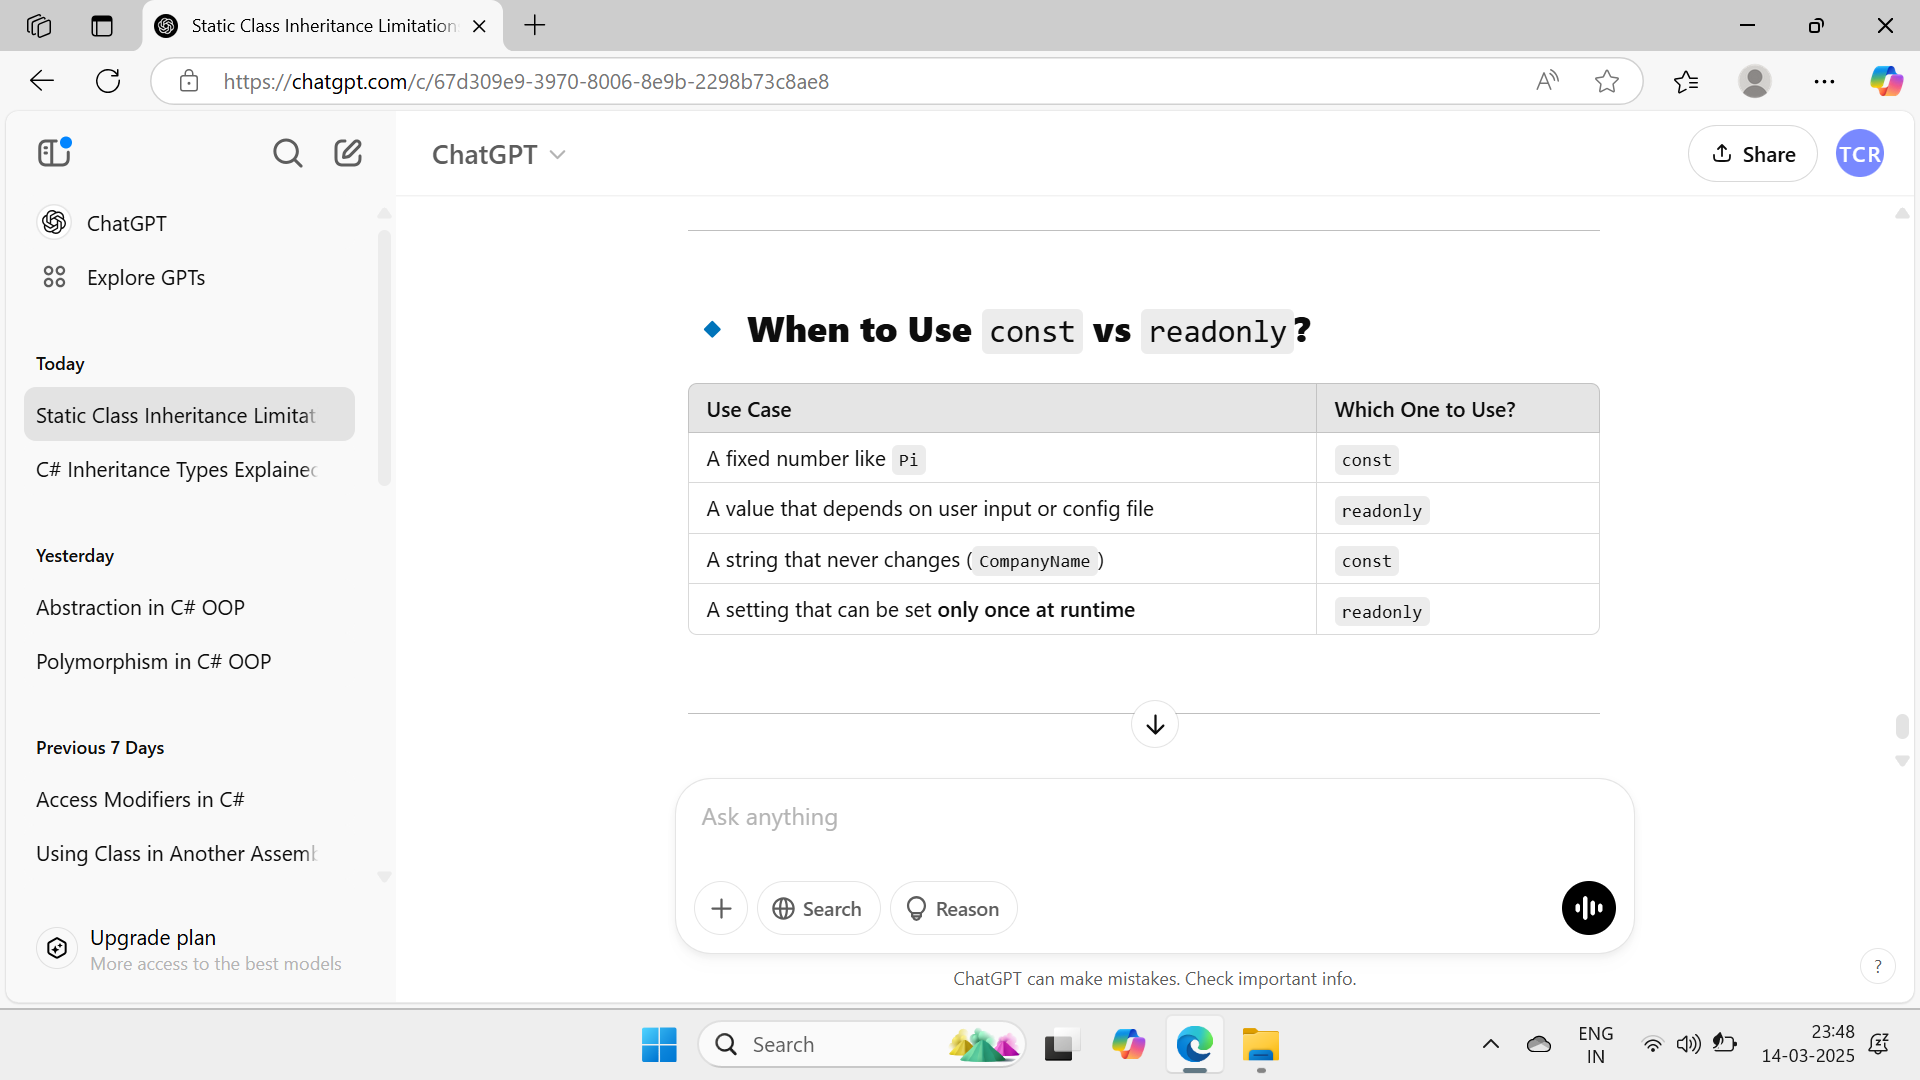 Static Class Inheritance Limitation
https://chatgpt.com/c/67d309e9-3970-8006-8e9b-2298b73c8ae8
ChatGPT
Share
TCR
ChatGPT
Explore GPTs
Today
Static Class Inheritance Limitat
C# Inheritance Types Explained
Yesterday
Abstraction in C# OOP
Polymorphism in C# OOP
Previous 7 Days
Access Modifiers in C#
Using Class in Another Assemb
Upgrade plan
More access to the best models
When to Use const vs readonly?
Use Case Which One to Use?
A fixed number like Pi const
A value that depends on user input or config file readonly
A string that never changes (CompanyName) const
A setting that can be set only once at runtime readonly
Ask anything
Search Reason
ChatGPT can make mistakes. Check important info.
?
Search
ENG
IN
23:48
14-03-2025